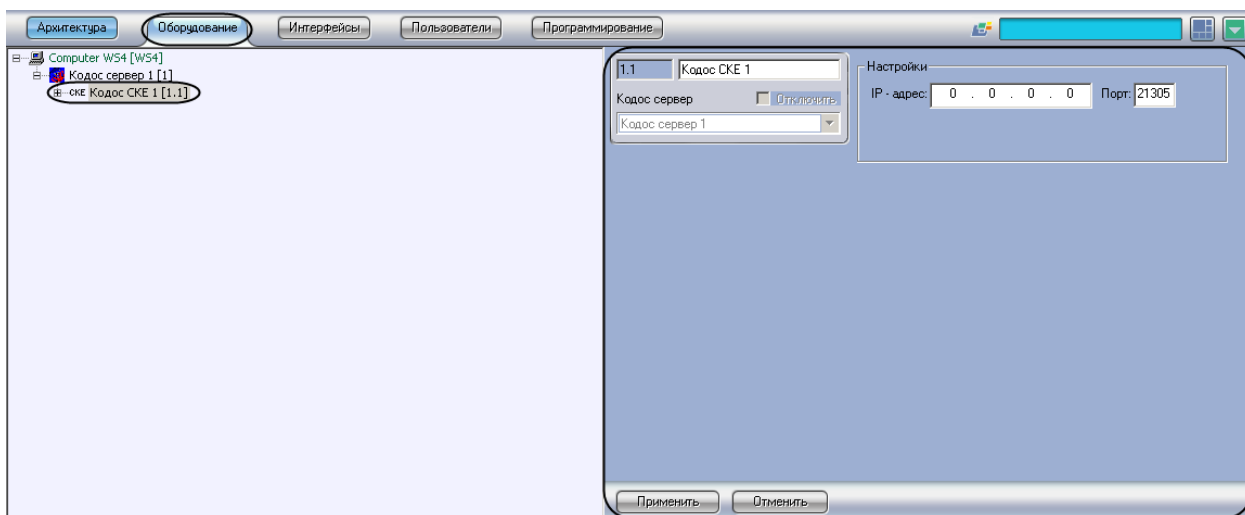 Архитектура Оборудование Интерфейсы Пользователи Программирование
Computer WS4 [WS4]
Кодос сервер 1 [1]
СКЕ Кодос СКЕ 1 [1.1]
1.1 Кодос СКЕ 1
Кодос сервер Отключить
Кодос сервер 1
Настройки
IP - адрес: 0 . 0 . 0 . 0 Порт: 21305
Применить Отменить